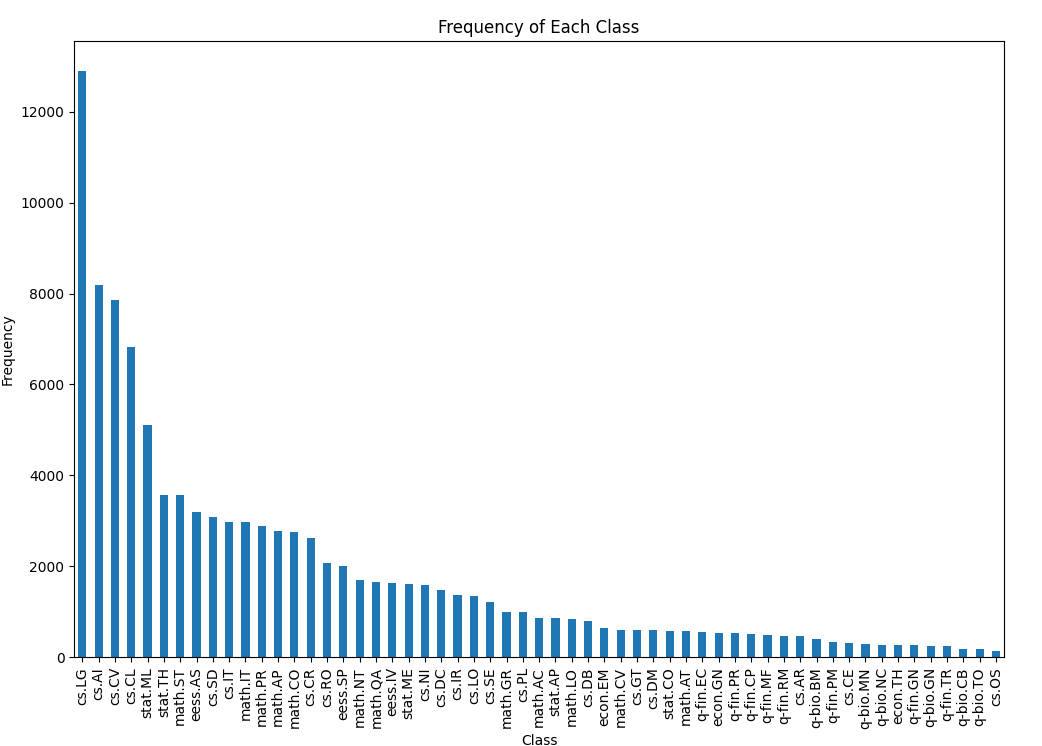 Frequency of Each Class
Frequency
12000
10000
8000
6000
4000
2000
0
cs.LG
cs.AI
cs.CV
cs.CL
stat.ML
stat.TH
math.ST
eess.AS
cs.SD
cs.IT
math.IT
math.PR
math.AP
math.CO
cs.CR
cs.RO
eess.SP
math.NT
math.QA
eess.IV
stat.ME
cs.NI
cs.DC
cs.IR
cs.LO
cs.SE
math.GR
cs.PL
math.AC
stat.AP
math.LO
cs.DB
econ.EM
math.CV
cs.GT
cs.DM
stat.CO
math.AT
q-fin.EC
econ.GN
q-fin.PR
q-fin.CP
q-fin.MF
q-fin.RM
cs.AR
q-bio.BM
q-fin.PM
cs.CE
q-bio.MN
q-bio.NC
econ.TH
q-fin.GN
q-bio.GN
q-fin.TR
q-bio.CB
q-bio.TO
cs.OS
Class